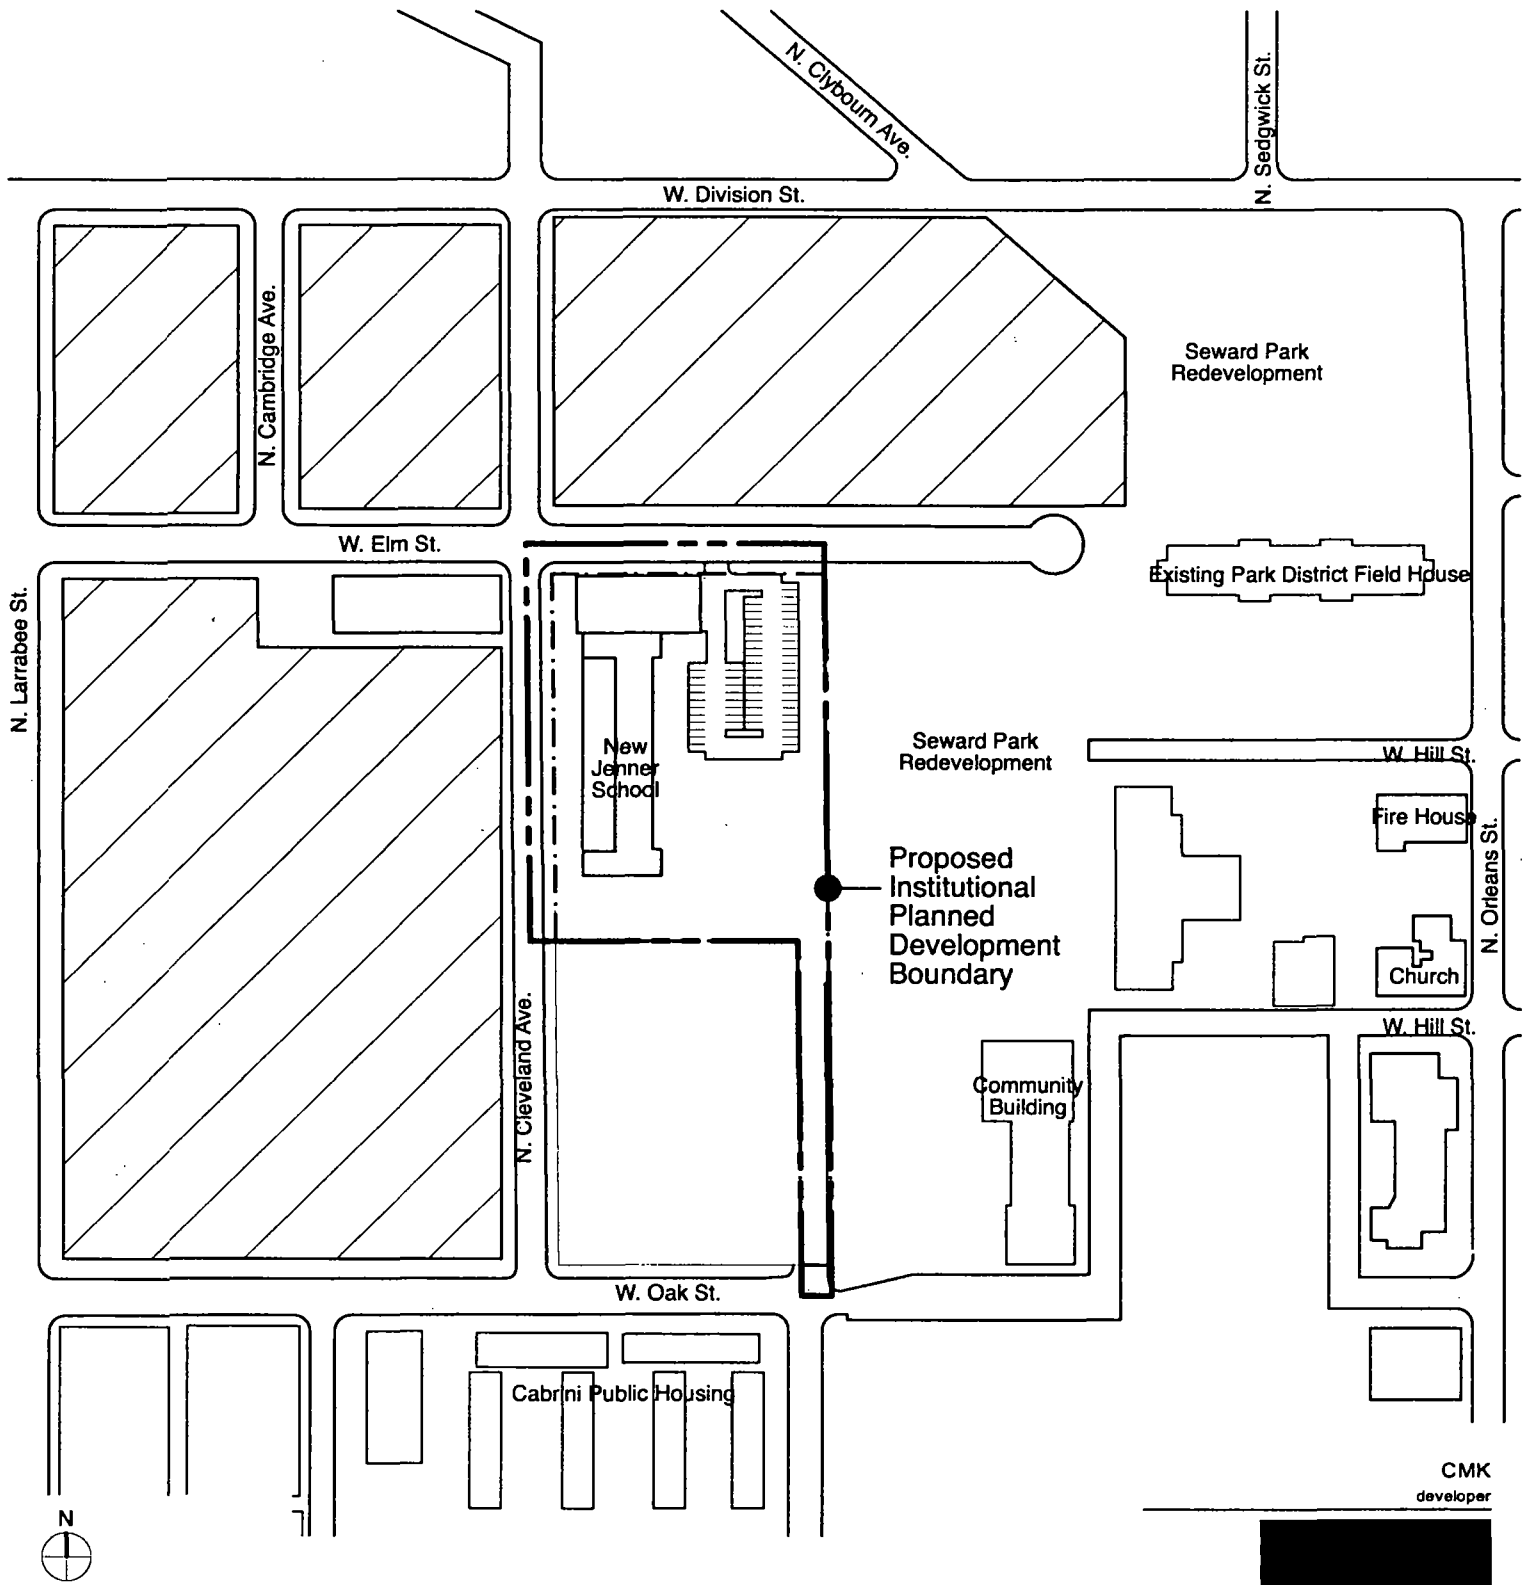 N. Clybourn Ave.
N. Sedgwick St.
W. Division St.
N. Cambridge Ave.
Seward Park
Redevelopment
W. Elm St.
Existing Park District Field House
N. Larrabee St.
New
Jenner
School
Seward Park
Redevelopment
W. Hill St.
Fire House
N. Orleans St.
Proposed
Institutional
Planned
Development
Boundary
Church
W. Hill St.
N. Cleveland Ave.
Community
Building
W. Oak St.
Cabrini Public Housing
CMK
developer
N